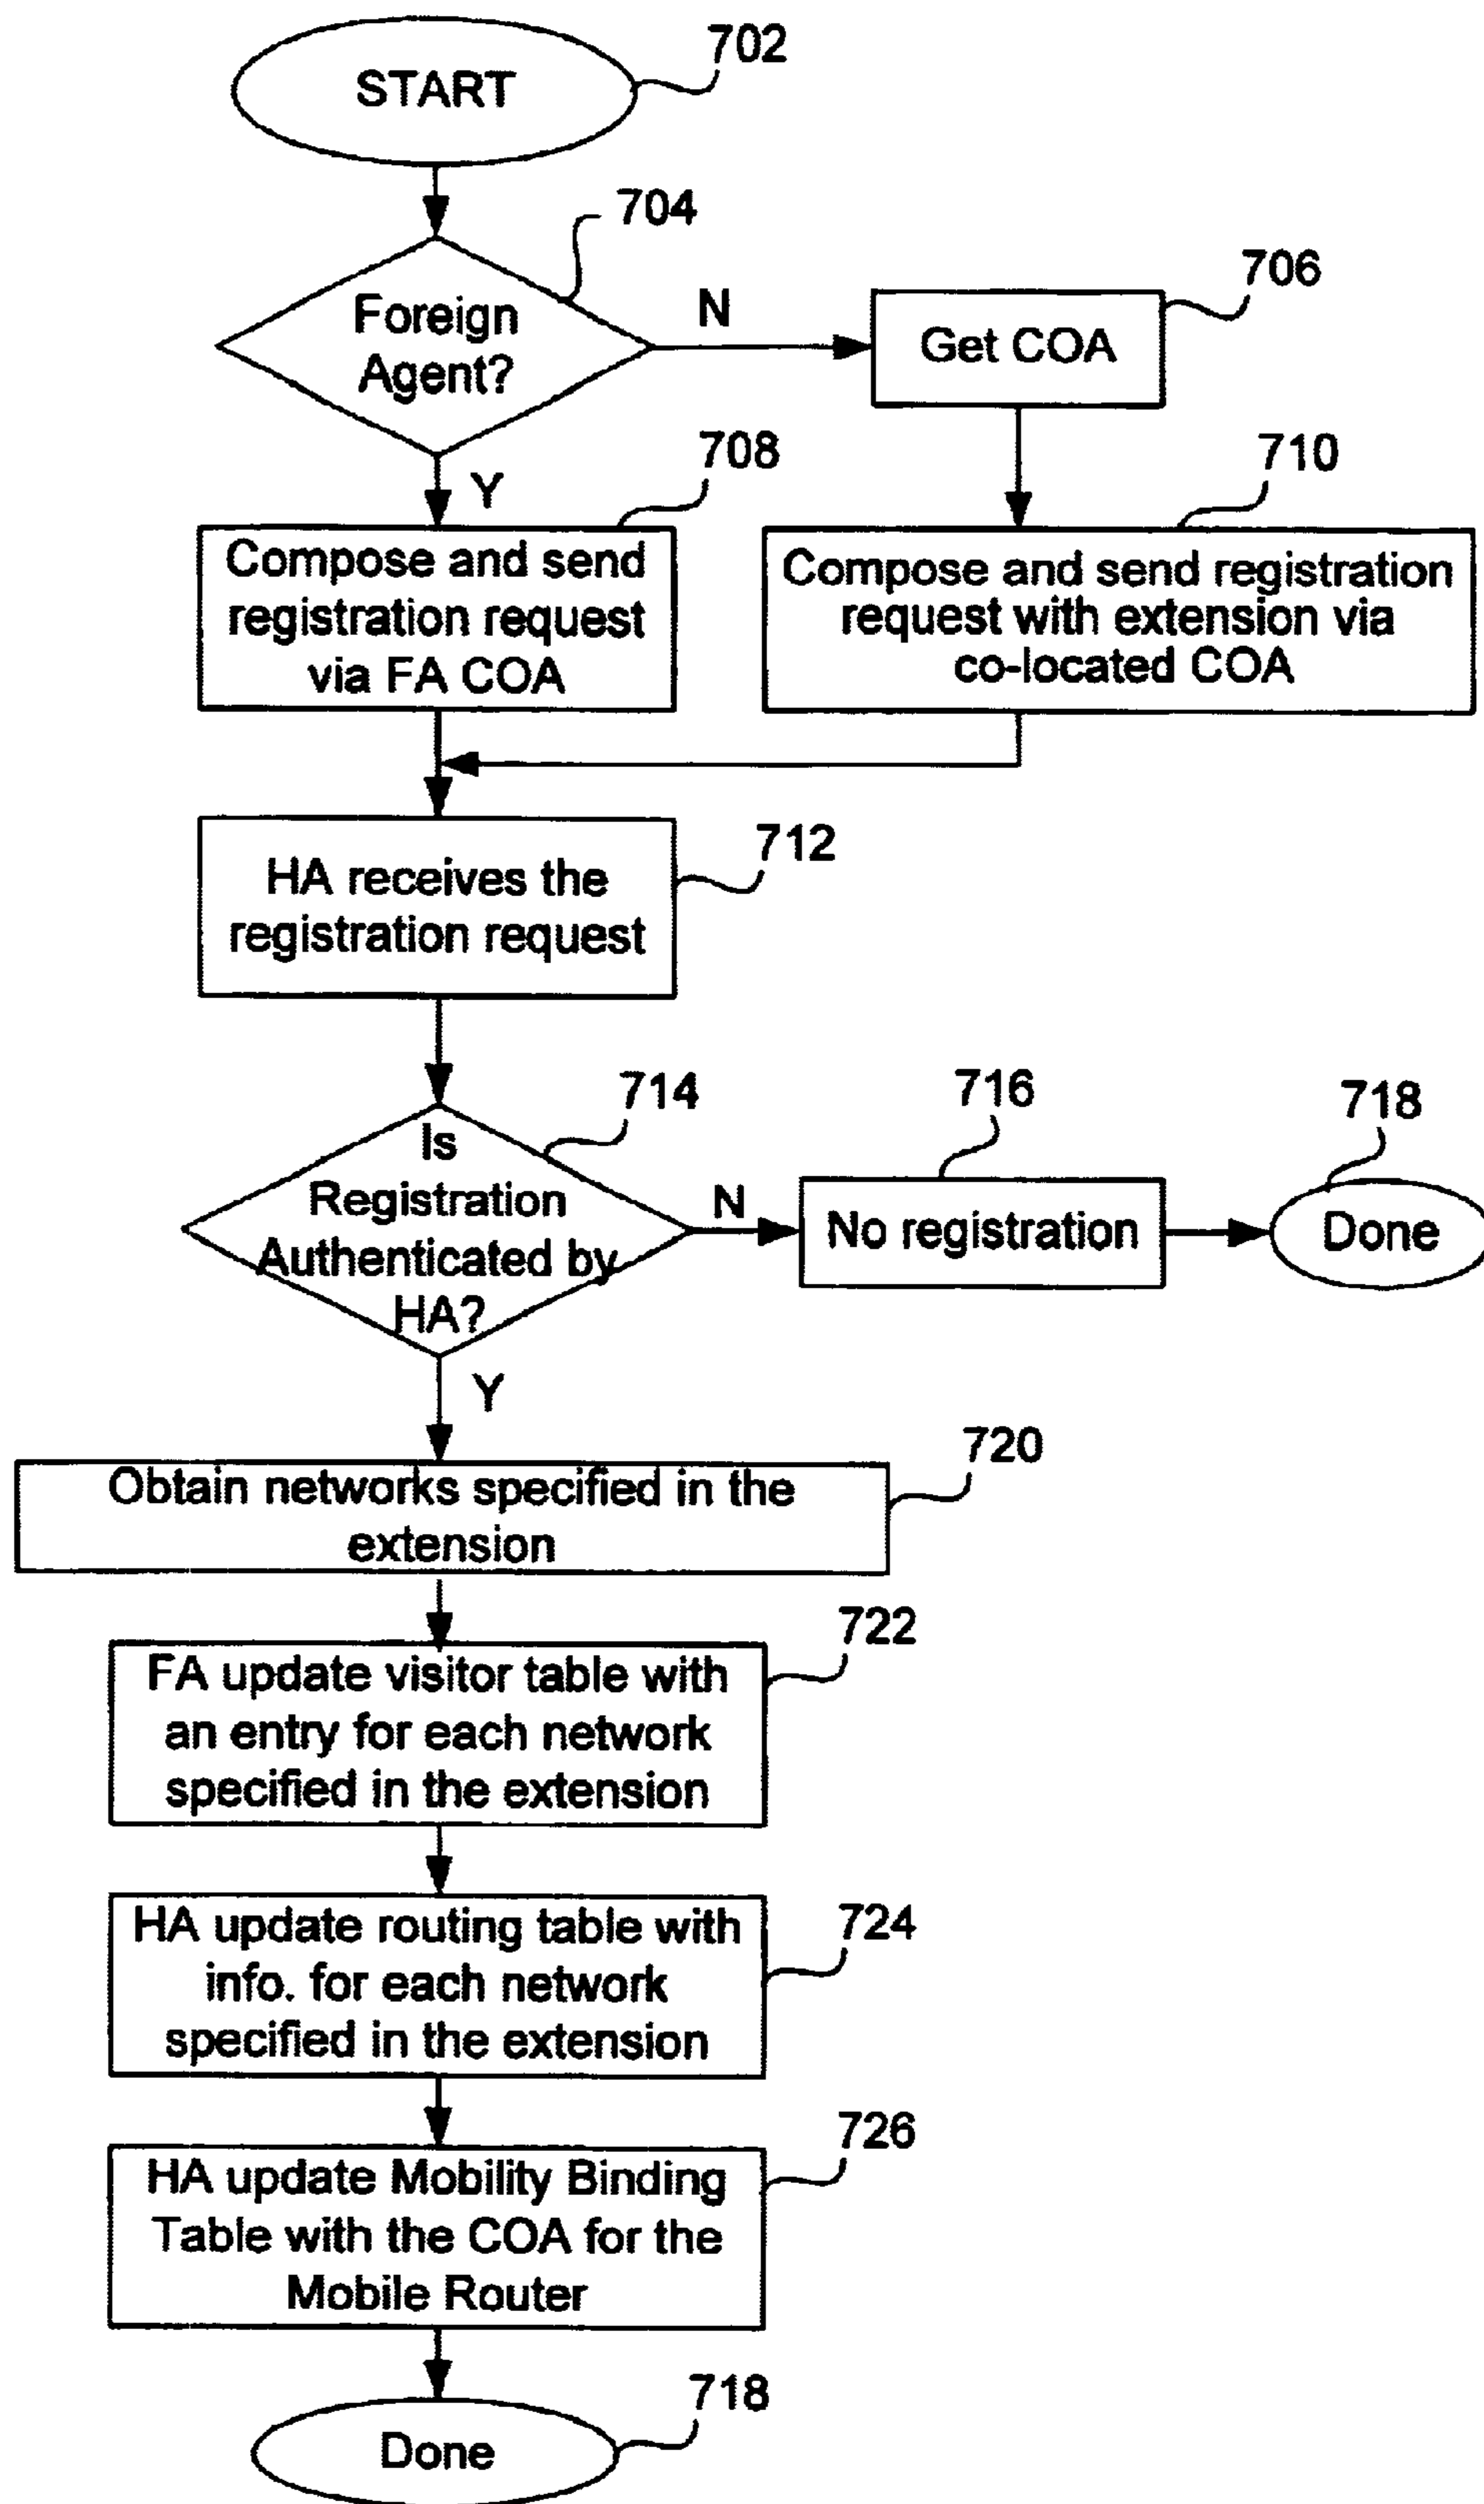 702
START
704
Foreign
Agent?
N
706
Get COA
Y
708
Compose and send
registration request
via FA COA
710
Compose and send registration
request with extension via
co-located COA
712
HA receives the
registration request
714
Is
Registration
Authenticated by
HA?
N
716
No registration
718
Done
Y
720
Obtain networks specified in the
extension
722
FA update visitor table with
an entry for each network
specified in the extension
724
HA update routing table with
info. for each network
specified in the extension
726
HA update Mobility Binding
Table with the COA for the
Mobile Router
718
Done